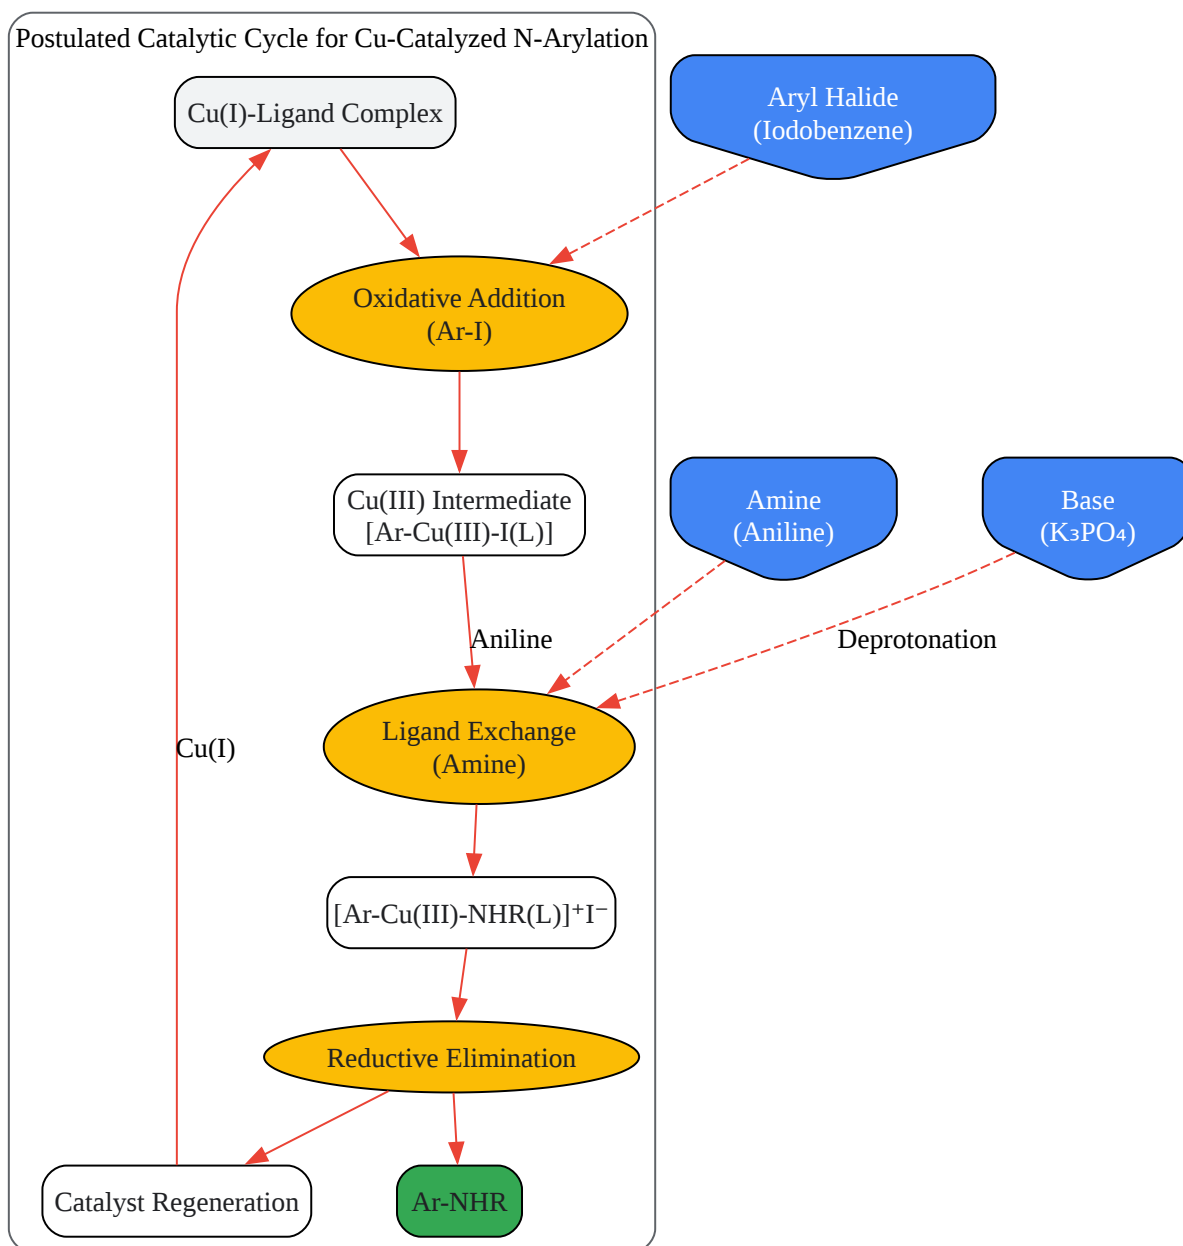 Postulated Catalytic Cycle for Cu-Catalyzed N-Arylation
Cu(I)-Ligand Complex
Aryl Halide
(Iodobenzene)
Oxidative Addition
(Ar-I)
Cu(III) Intermediate
[Ar-Cu(III)-I(L)]
Amine
(Aniline)
Base
(K₃PO₄)
Aniline
Deprotonation
Ligand Exchange
(Amine)
Cu(I)
[Ar-Cu(III)-NHR(L)]⁺I⁻
Reductive Elimination
Catalyst Regeneration
Ar-NHR